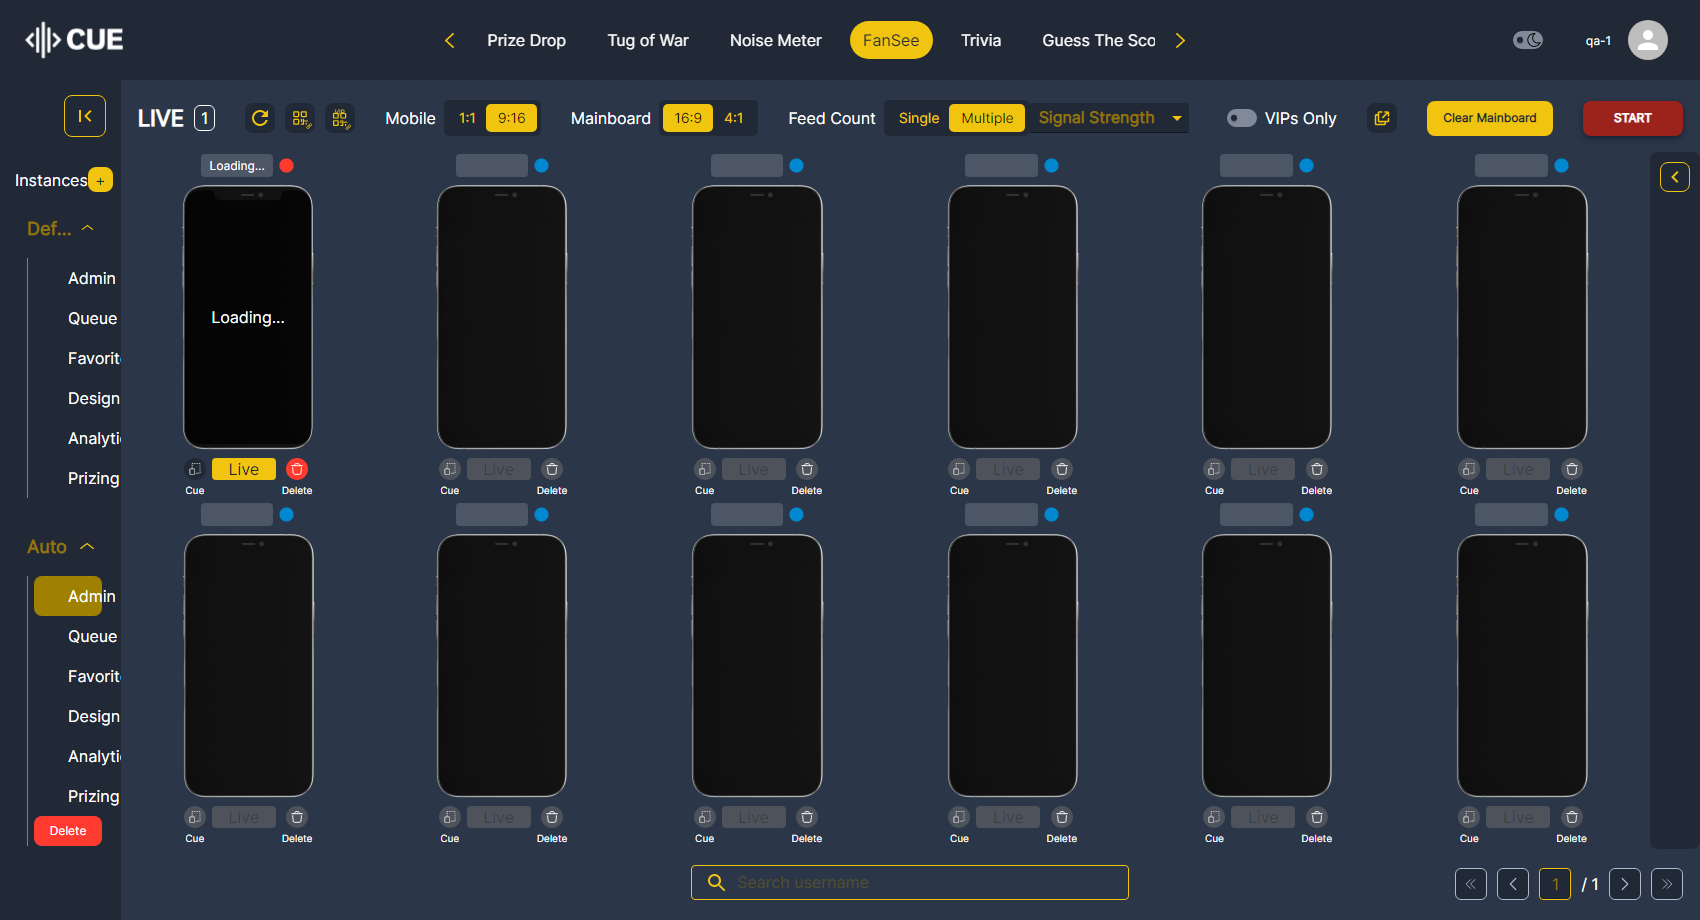 CUE
Prize Drop
Tug of War
Noise Meter
FanSee
Trivia
Guess The Sco
qa-1
LIVE 1
Mobile 1:1 9:16
Mainboard 16:9 4:1
Feed Count Single Multiple Signal Strength
VIPs Only
Clear Mainboard
START
Instances +
Def...
Admin
Queue
Favorit
Design
Analyti
Prizing
Auto
Admin
Queue
Favorit
Design
Analyti
Prizing
Delete
Loading...
Loading...
Live Live Live Live Live Live
Cue Delete Cue Delete Cue Delete Cue Delete Cue Delete Cue Delete
Live Live Live Live Live Live
Cue Delete Cue Delete Cue Delete Cue Delete Cue Delete Cue Delete
Search username
1 / 1